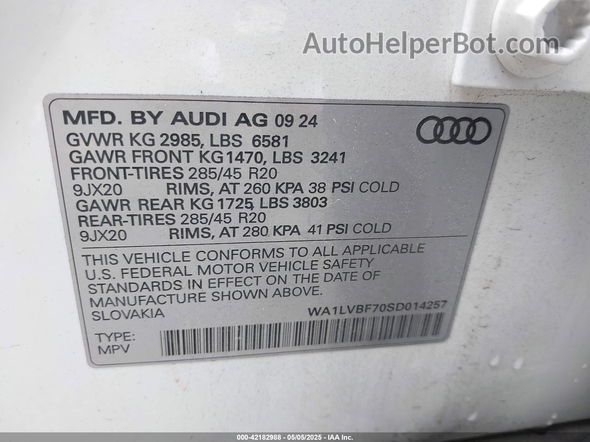 AutoHelperBot.com
MFD. BY AUDI AG 09 24
GVWR KG 2985, LBS 6581
GAWR FRONT KG1470, LBS 3241
FRONT-TIRES 285/45 R20
9JX20 RIMS, AT 260 KPA 38 PSI COLD
GAWR REAR KG1725 LBS 3803
REAR-TIRES 285/45 R20
9JX20 RIMS, AT 280 KPA 41 PSI COLD
THIS VEHICLE CONFORMS TO ALL APPLICABLE
U.S. FEDERAL MOTOR VEHICLE SAFETY
STANDARDS IN EFFECT ON THE DATE OF
MANUFACTURE SHOWN ABOVE.
SLOVAKIA WA1LVBF70SD014257
TYPE:
MPV
000-42182988 - 05/05/2025 - IAA Inc.